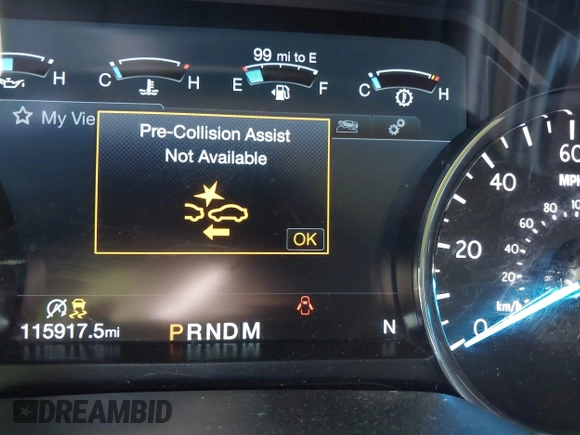 99 mi to E
H C H E F C H
My Vie
Pre-Collision Assist
Not Available
OK
115917.5mi
PRNDM
N
60
MPH
40
80
60
20
40
20
km/h
0
DREAMBID